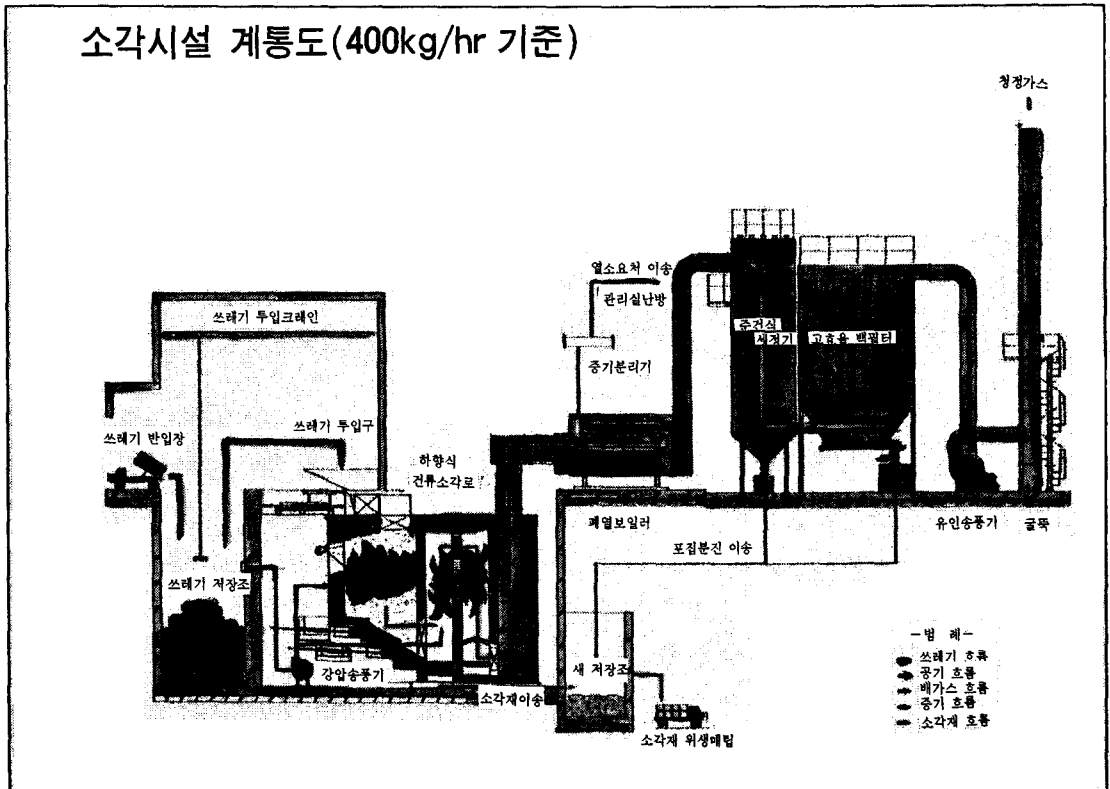 소각시설 계통도(400kg/hr 기준)
청정가스
열소요처 이송
관리실난방
쓰레기 투입크레인
준건식
세정기
고효율 백필터
증기분리기
쓰레기 반입장
쓰레기 투입구
하향식
건류소각로
폐열보일러
유인송풍기
굴뚝
포집분진 이송
쓰레기 저장조
강압송풍기
소각재이송
새 저장조
소각재 위생매립
-범 례-
쓰레기 흐름
공기 흐름
배가스 흐름
증기 흐름
소각재 흐름